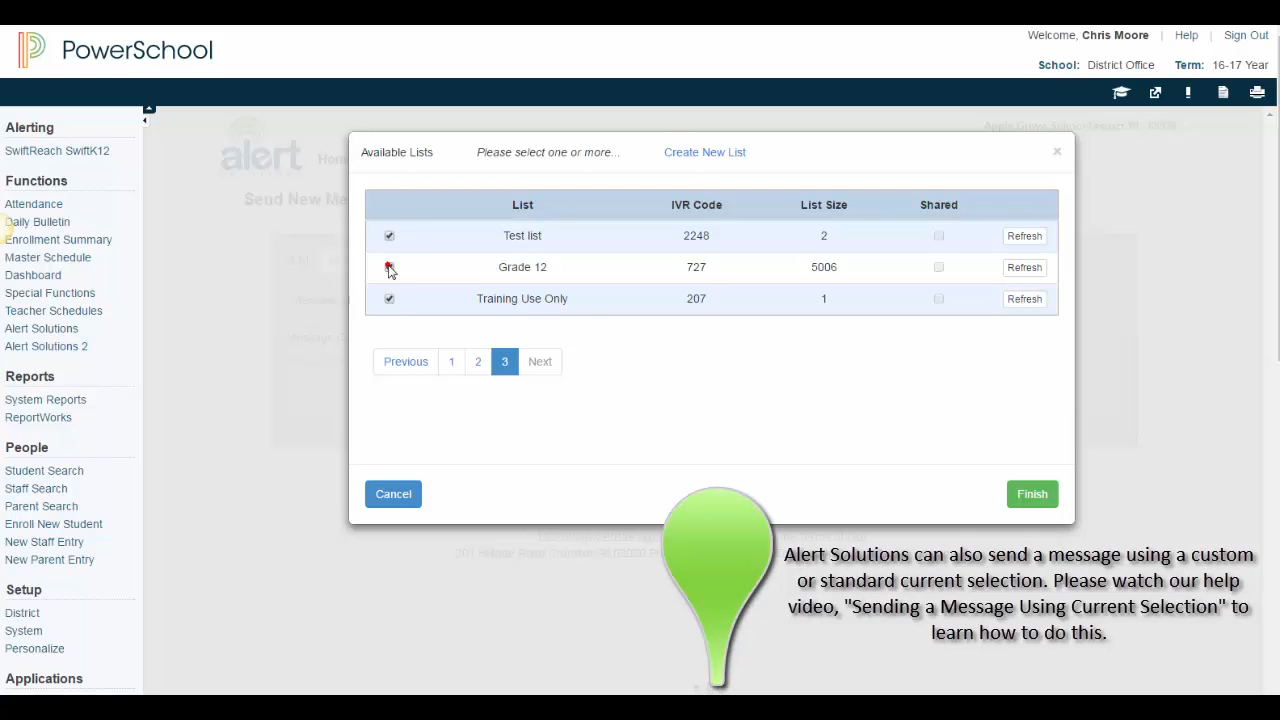 PowerSchool
Welcome, Chris Moore | Help | Sign Out
School: District Office Term: 16-17 Year
Alerting
SwiftReach SwiftK12
Functions
Attendance
Daily Bulletin
Enrollment Summary
Master Schedule
Dashboard
Special Functions
Teacher Schedules
Alert Solutions
Alert Solutions 2
Reports
System Reports
ReportWorks
People
Student Search
Staff Search
Parent Search
Enroll New Student
New Staff Entry
New Parent Entry
Setup
District
System
Personalize
Applications
alert
Send New Me
Available Lists Please select one or more... Create New List ×
List IVR Code List Size Shared
Test list 2248 2 Refresh
Grade 12 727 5006 Refresh
Training Use Only 207 1 Refresh
Previous 1 2 3 Next
Cancel Finish
Alert Solutions can also send a message using a custom
or standard current selection. Please watch our help
video, "Sending a Message Using Current Selection" to
learn how to do this.